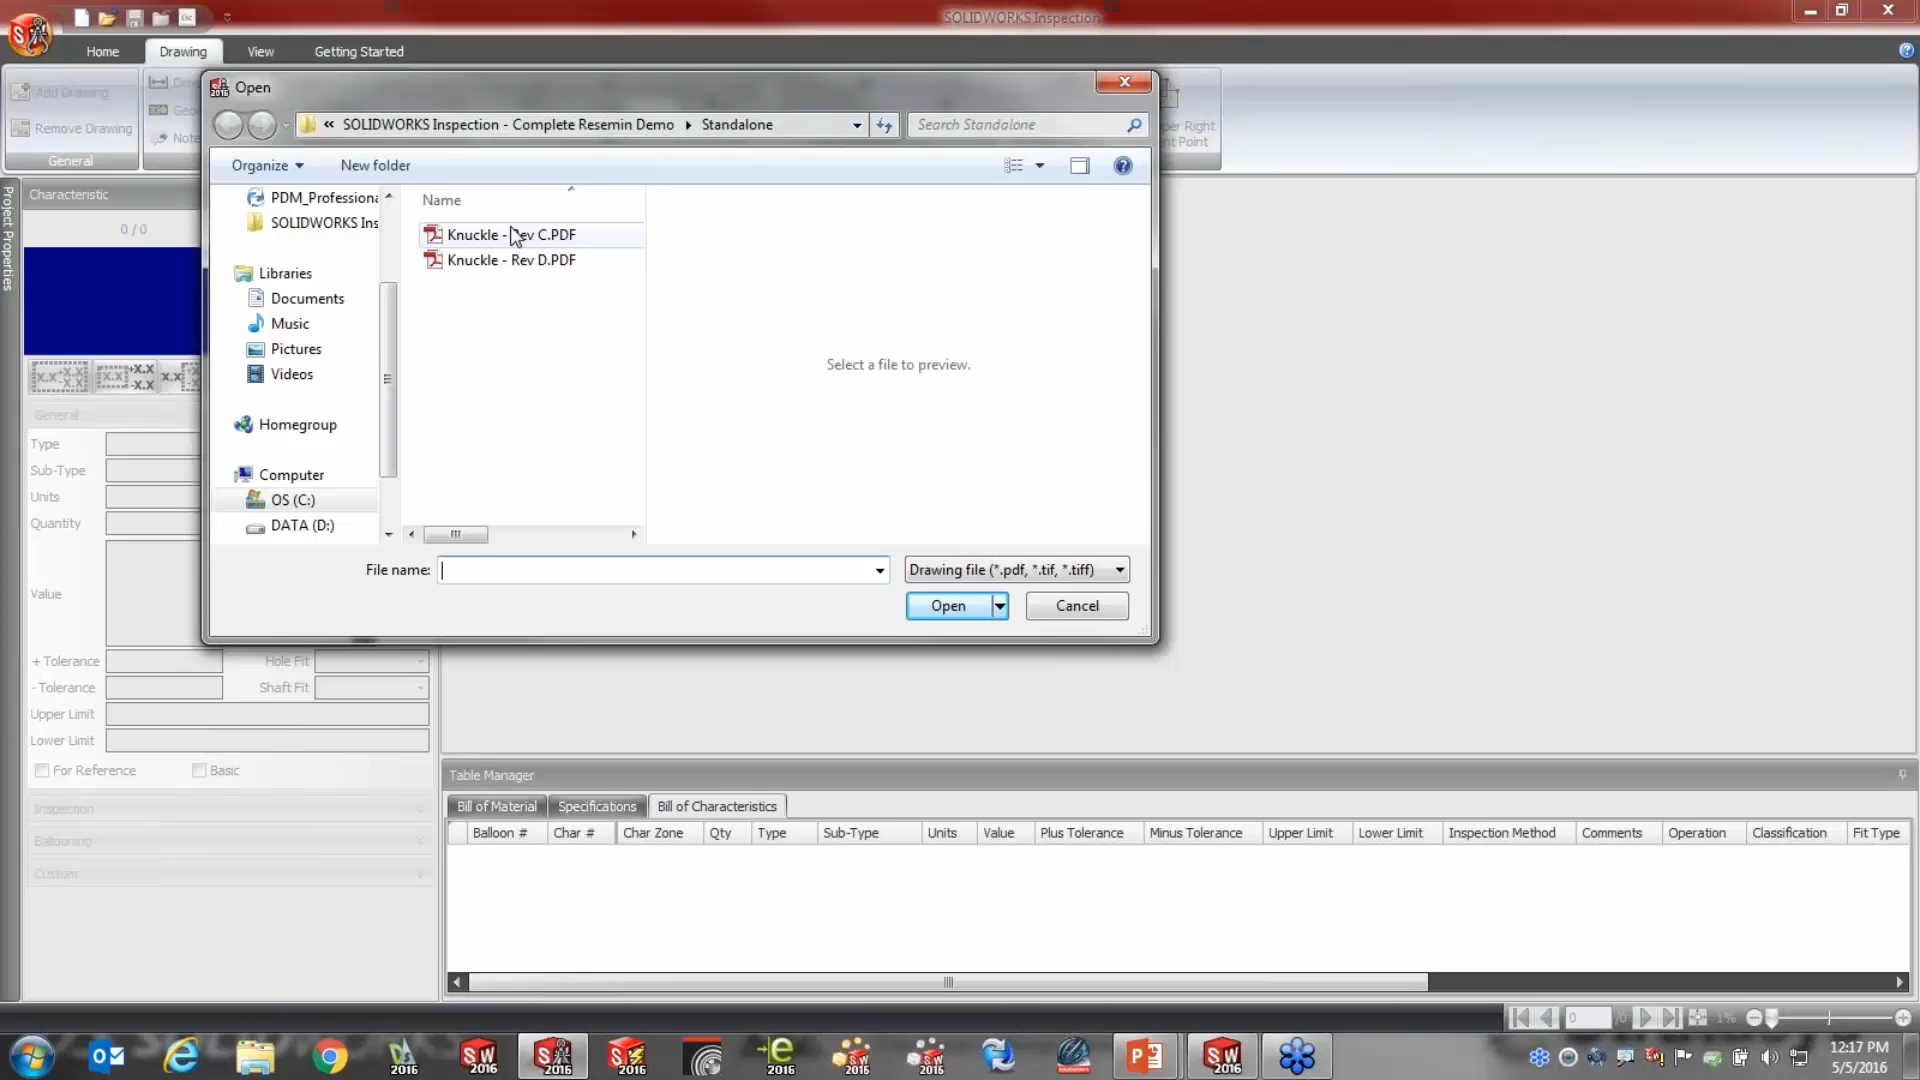 SOLIDWORKS Inspection
Home
Drawing
View
Getting Started
Add Drawing
Remove Drawing
General
Open
« SOLIDWORKS Inspection - Complete Resemin Demo
Standalone
Search Standalone
Organize
New folder
PDM_Professiona
SOLIDWORKS Ins
Libraries
Documents
Music
Pictures
Videos
Homegroup
Computer
OS (C:)
DATA (D:)
Name
Knuckle - Rev C.PDF
Knuckle - Rev D.PDF
Select a file to preview.
File name:
Drawing file (*.pdf, *.tif, *.tiff)
Open
Cancel
Project Properties
Characteristic
0 / 0
General
Type
Sub-Type
Units
Quantity
Value
+ Tolerance
Hole Fit
- Tolerance
Shaft Fit
Upper Limit
Lower Limit
For Reference
Basic
Inspection
Ballooning
Custom
Table Manager
Bill of Material
Specifications
Bill of Characteristics
Balloon # Char # Char Zone Qty Type Sub-Type Units Value Plus Tolerance Minus Tolerance Upper Limit Lower Limit Inspection Method Comments Operation Classification Fit Type
0
1%
12:17 PM
5/5/2016